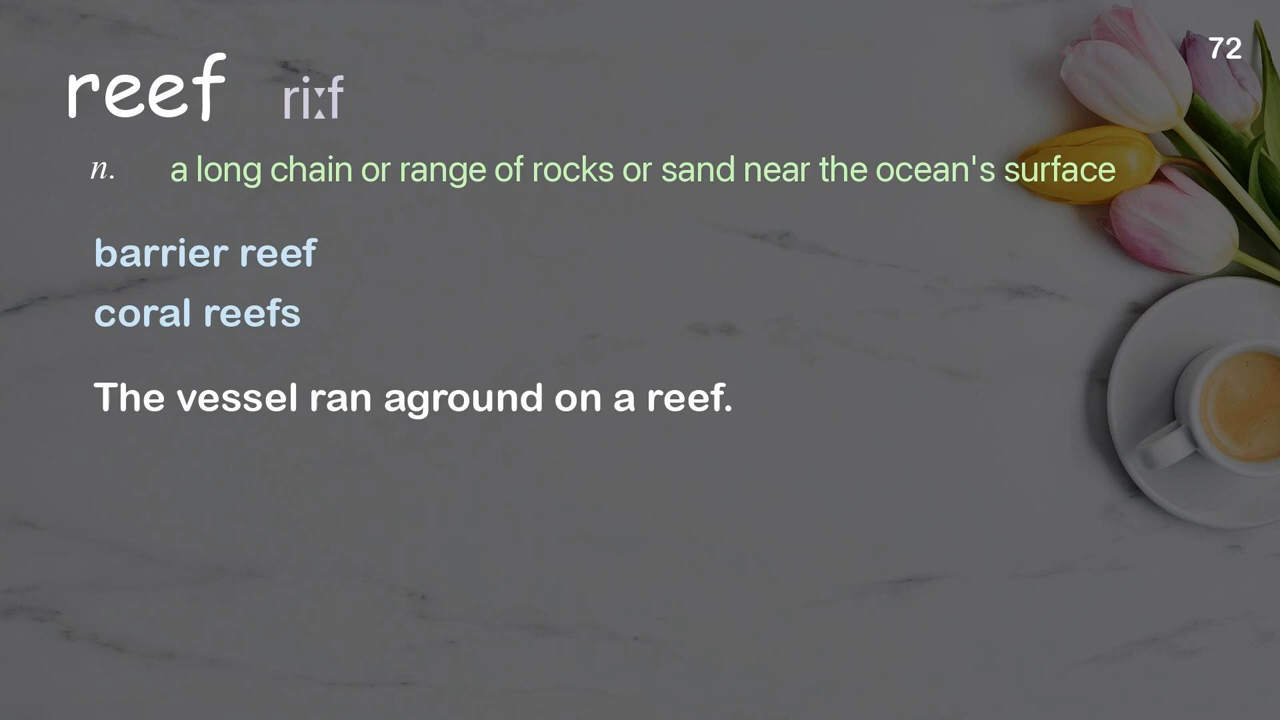 72
reef riːf
n. a long chain or range of rocks or sand near the ocean's surface
barrier reef
coral reefs
The vessel ran aground on a reef.